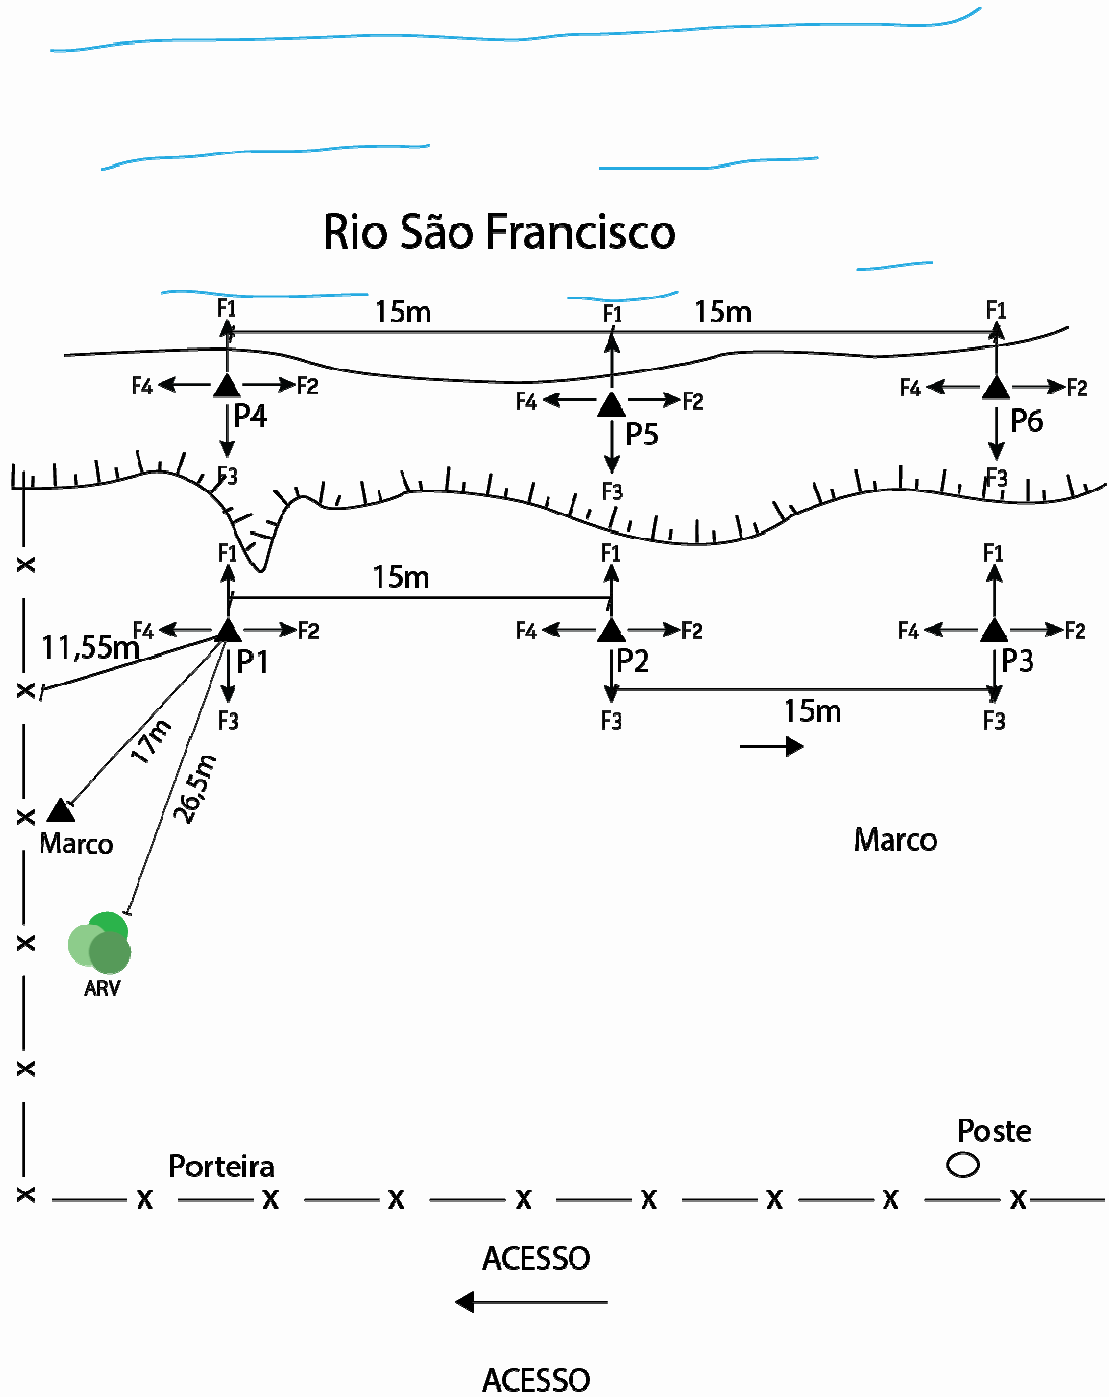 Rio São Francisco
F1 15m F1 15m F1
F4 F2 F4 F2 F4 F2
P4 P5 P6
F3 F3 F3
X F1 F1 F1
15m
F4 F2 F4 F2 F4 F2
11,55m P1 P2 P3
X F3 F3 F3
15m
17m
26,5m
X
Marco Marco
X
ARV
X
Poste
Porteira
X X X X X X X X X
ACESSO
ACESSO